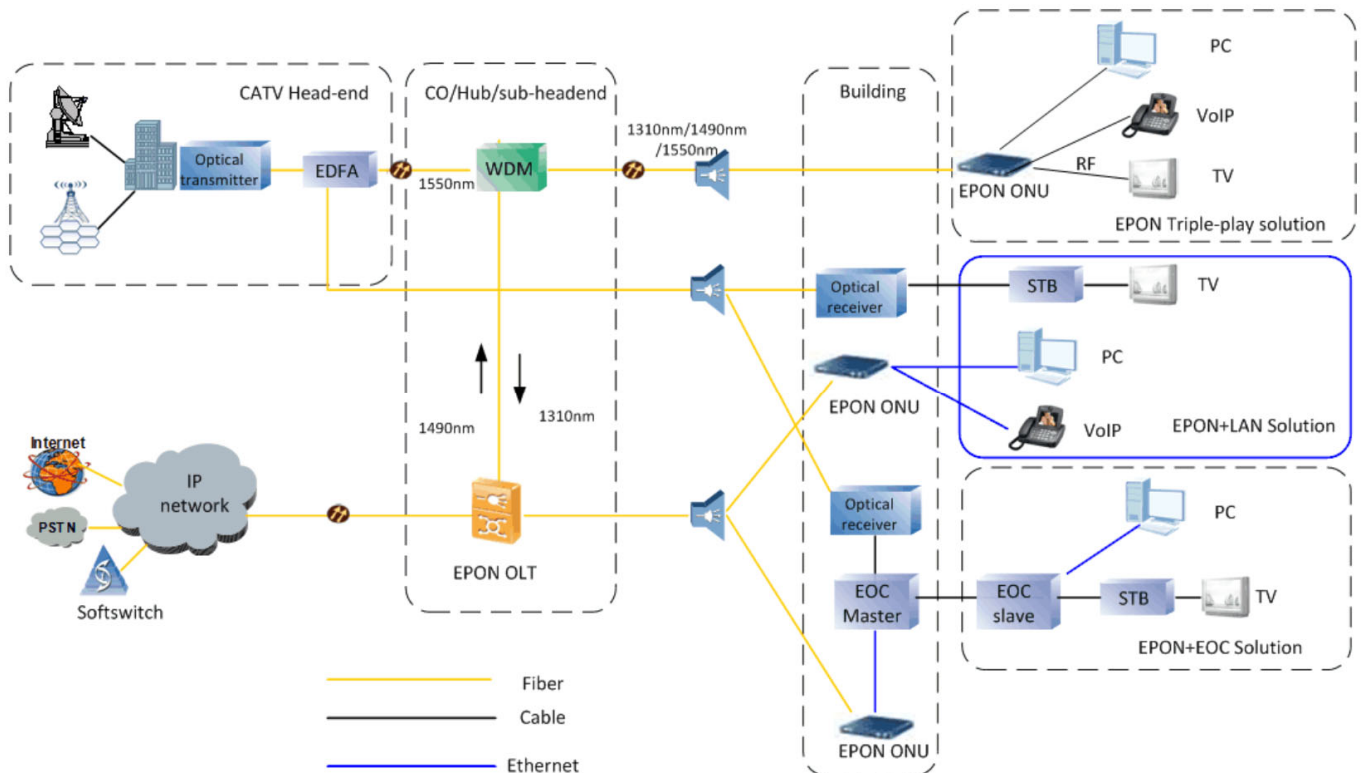 CATV Head-end
Optical
transmitter
EDFA
CO/Hub/sub-headend
1550nm
WDM
1310nm/1490nm
/1550nm
Building
PC
VoIP
RF
TV
EPON ONU
EPON Triple-play solution
Optical
receiver
STB
TV
PC
EPON ONU
VoIP
EPON+LAN Solution
1490nm
1310nm
Internet
IP
network
PSTN
Softswitch
EPON OLT
Optical
receiver
PC
EOC
Master
EOC
slave
STB
TV
EPON+EOC Solution
EPON ONU
Fiber
Cable
Ethernet